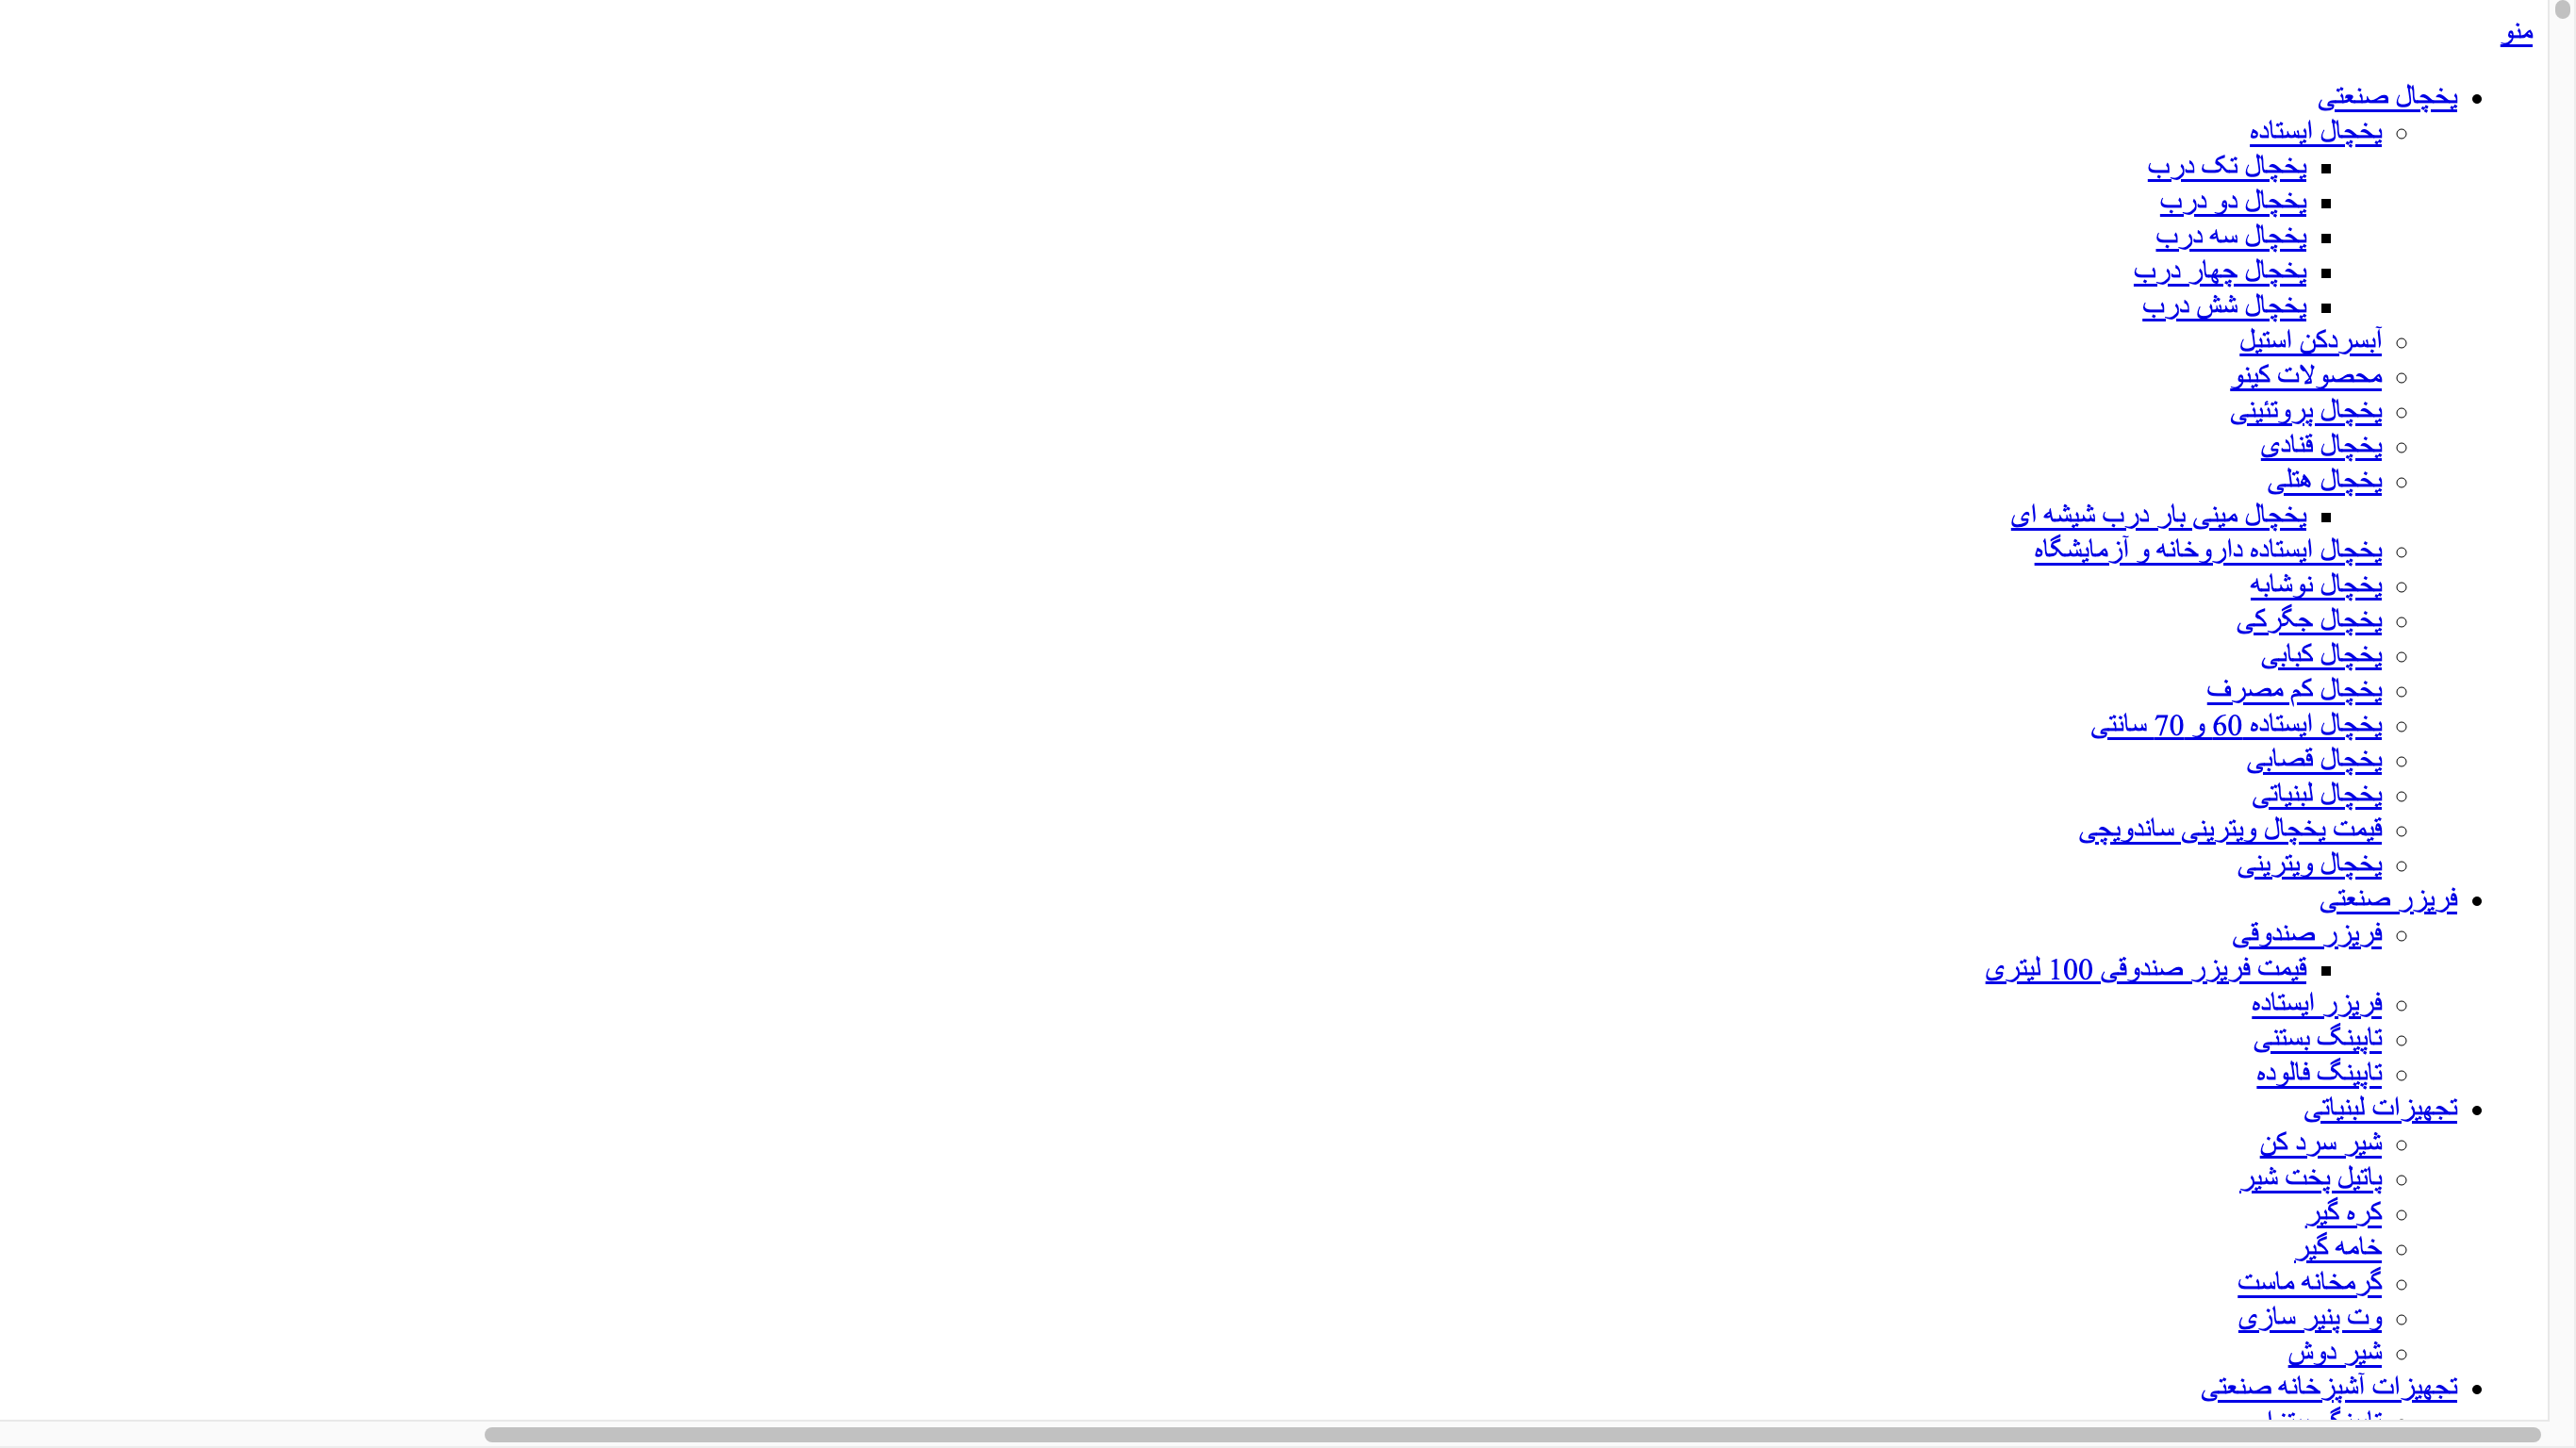 منو
یخچال صنعتی
یخچال ایستاده
یخچال تک درب
یخچال دو درب
یخچال سه درب
یخچال چهار درب
یخچال شش درب
آبسردکن استیل
محصولات کینو
یخچال پروتئینی
یخچال قنادی
یخچال هتلی
یخچال مینی بار درب شیشه ای
یخچال ایستاده داروخانه و آزمایشگاه
یخچال نوشابه
یخچال جگرکی
یخچال کبابی
یخچال کم مصرف
یخچال ایستاده 60 و 70 سانتی
یخچال قصابی
یخچال لبنیاتی
قیمت یخچال ویترینی ساندویچی
یخچال ویترینی
فریزر صنعتی
فریزر صندوقی
قیمت فریزر صندوقی 100 لیتری
فریزر ایستاده
تاپینگ بستنی
تاپینگ فالوده
تجهیزات لبنیاتی
شیر سرد کن
پاتیل پخت شیر
کره گیر
خامه گیر
گرمخانه ماست
وت پنیر سازی
شیر دوش
تجهیزات آشپزخانه صنعتی